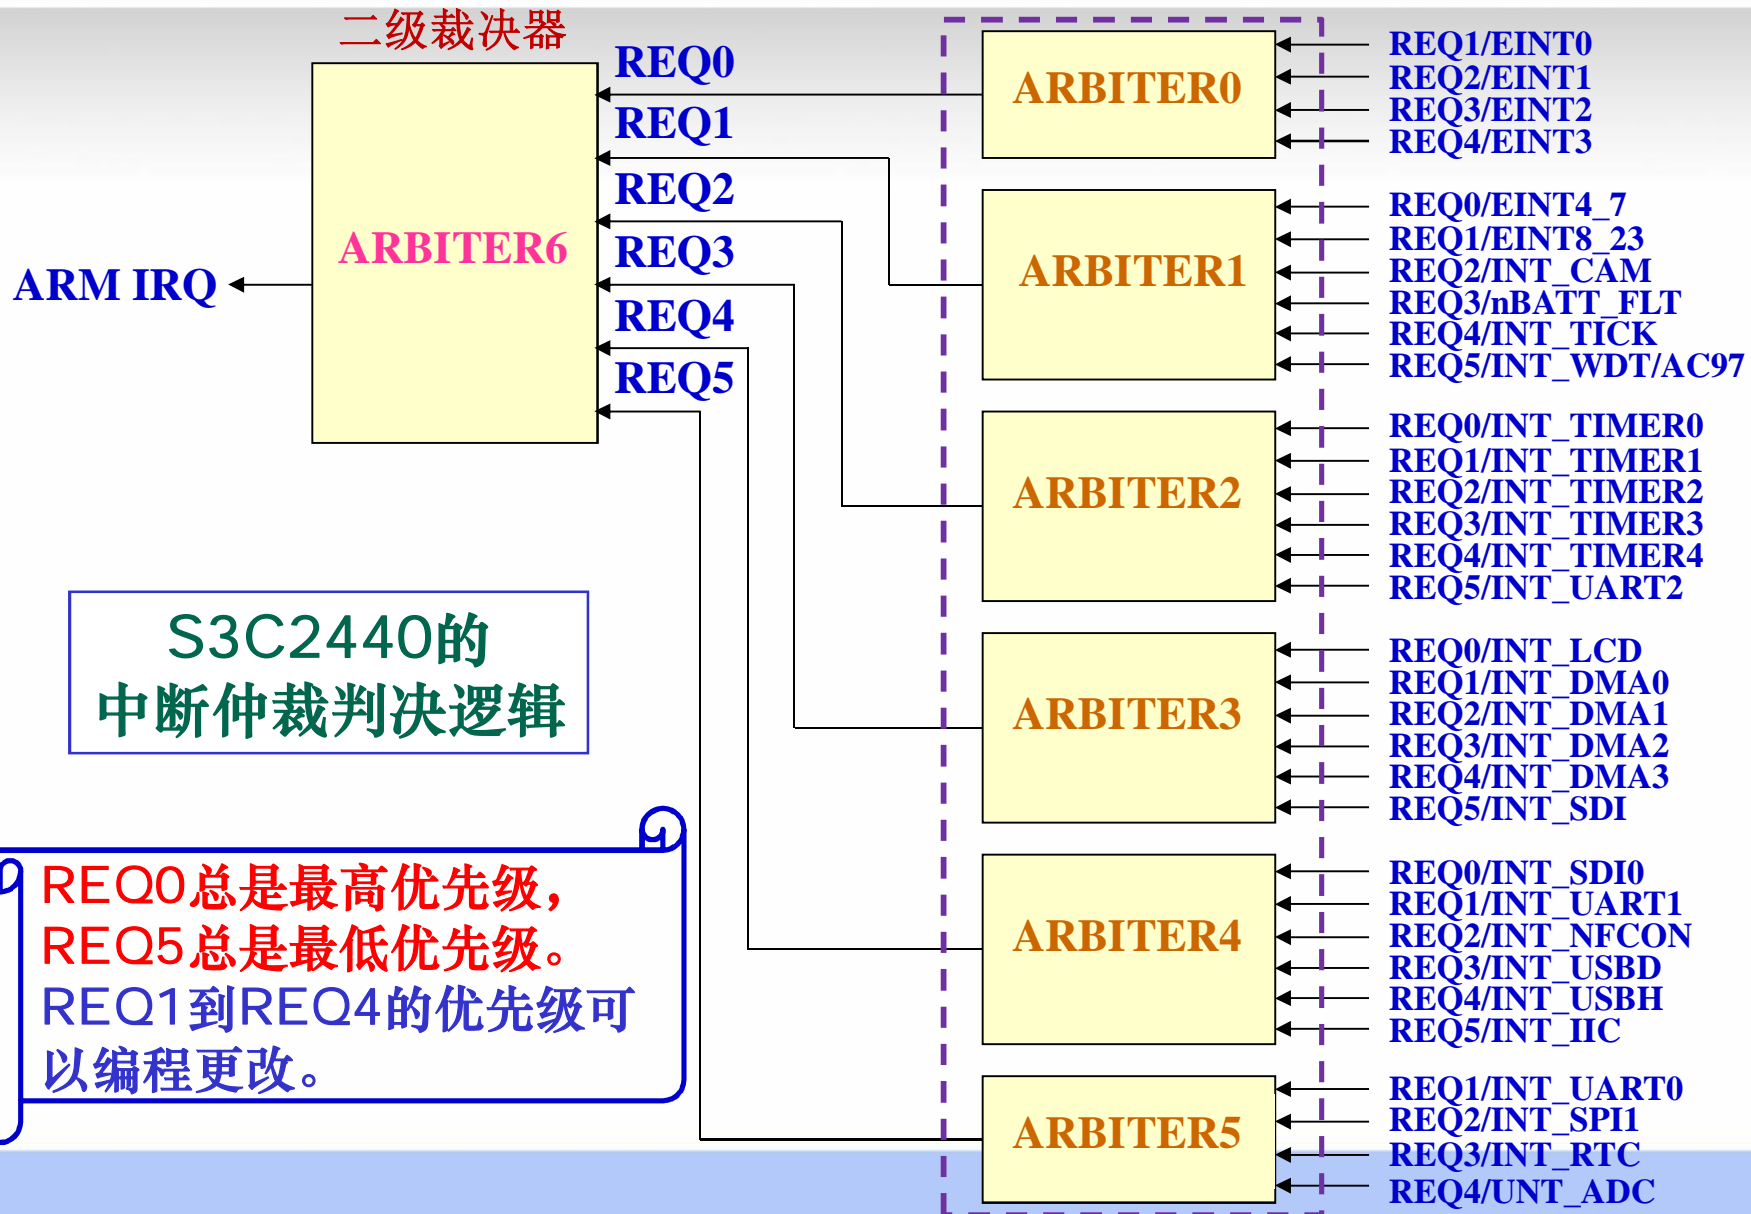 二级裁决器
ARBITER6
ARM IRQ
REQ0
REQ1
REQ2
REQ3
REQ4
REQ5
ARBITER0
REQ1/EINT0
REQ2/EINT1
REQ3/EINT2
REQ4/EINT3
ARBITER1
REQ0/EINT4_7
REQ1/EINT8_23
REQ2/INT_CAM
REQ3/nBATT_FLT
REQ4/INT_TICK
REQ5/INT_WDT/AC97
ARBITER2
REQ0/INT_TIMER0
REQ1/INT_TIMER1
REQ2/INT_TIMER2
REQ3/INT_TIMER3
REQ4/INT_TIMER4
REQ5/INT_UART2
ARBITER3
REQ0/INT_LCD
REQ1/INT_DMA0
REQ2/INT_DMA1
REQ3/INT_DMA2
REQ4/INT_DMA3
REQ5/INT_SDI
ARBITER4
REQ0/INT_SDI0
REQ1/INT_UART1
REQ2/INT_NFCON
REQ3/INT_USBD
REQ4/INT_USBH
REQ5/INT_IIC
ARBITER5
REQ1/INT_UART0
REQ2/INT_SPI1
REQ3/INT_RTC
REQ4/UNT_ADC
S3C2440的
中断仲裁判决逻辑
REQ0总是最高优先级，
REQ5总是最低优先级。
REQ1到REQ4的优先级可
以编程更改。